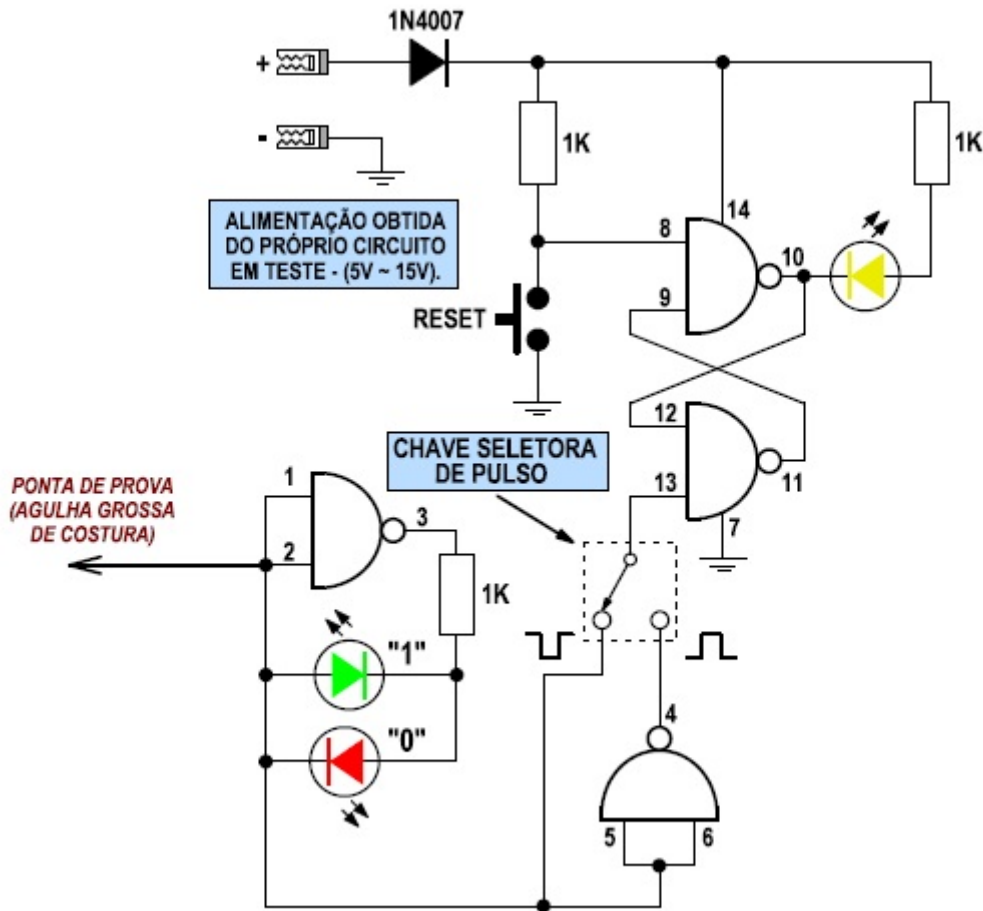 1N4007
+
-
1K
1K
ALIMENTAÇÃO OBTIDA
DO PRÓPRIO CIRCUITO
EM TESTE - (5V ~ 15V).
8
14
10
9
RESET
12
13
11
7
CHAVE SELETORA
DE PULSO
PONTA DE PROVA
(AGULHA GROSSA
DE COSTURA)
1
2
3
1K
"1"
"0"
4
5
6